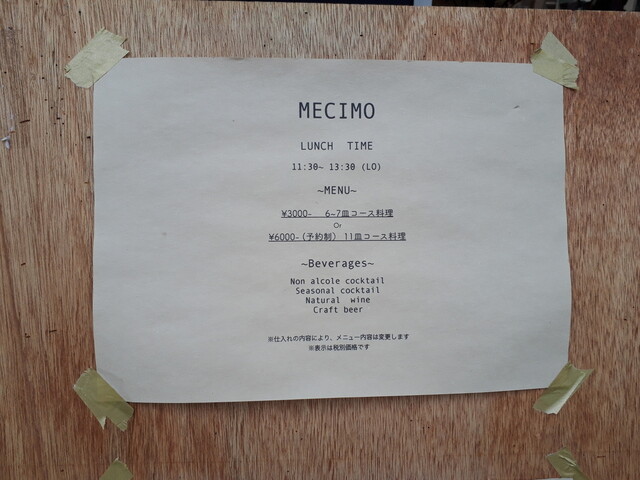 MECIMO
LUNCH TIME
11:30~ 13:30 (LO)
~MENU~
¥3000- 6~7皿コース料理
Or
¥6000-(予約制) 11皿コース料理
~Beverages~
Non alcole cocktail
Seasonal cocktail
Natural wine
Craft beer
※仕入れの内容により、メニュー内容は変更します
※表示は税別価格です